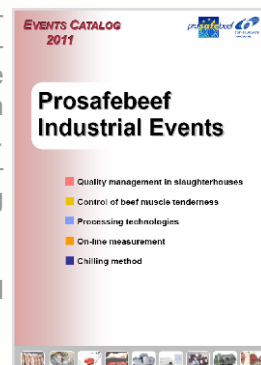 EVENTS CATALOG
2011
prosafebeef
Prosafebeef
Industrial Events
Quality management in slaughterhouses
Control of beef muscle tenderness
Processing technologies
On-line measurement
Chilling method